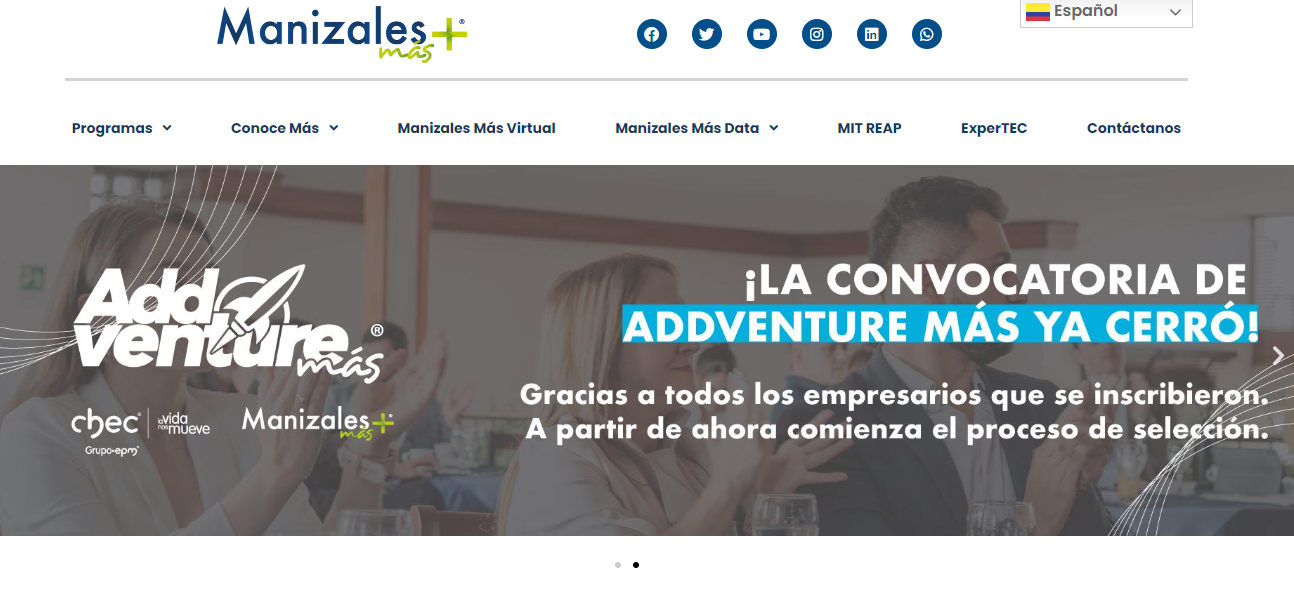 Manizales+®
más
Español
Programas
Conoce Más
Manizales Más Virtual
Manizales Más Data
MIT REAP
ExperTEC
Contáctanos
Add
venture®
más
chec
la vida
nos mueve
Grupo·epm®
Manizales+®
más
¡LA CONVOCATORIA DE
ADDVENTURE MÁS YA CERRÓ!
Gracias a todos los empresarios que se inscribieron.
A partir de ahora comienza el proceso de selección.